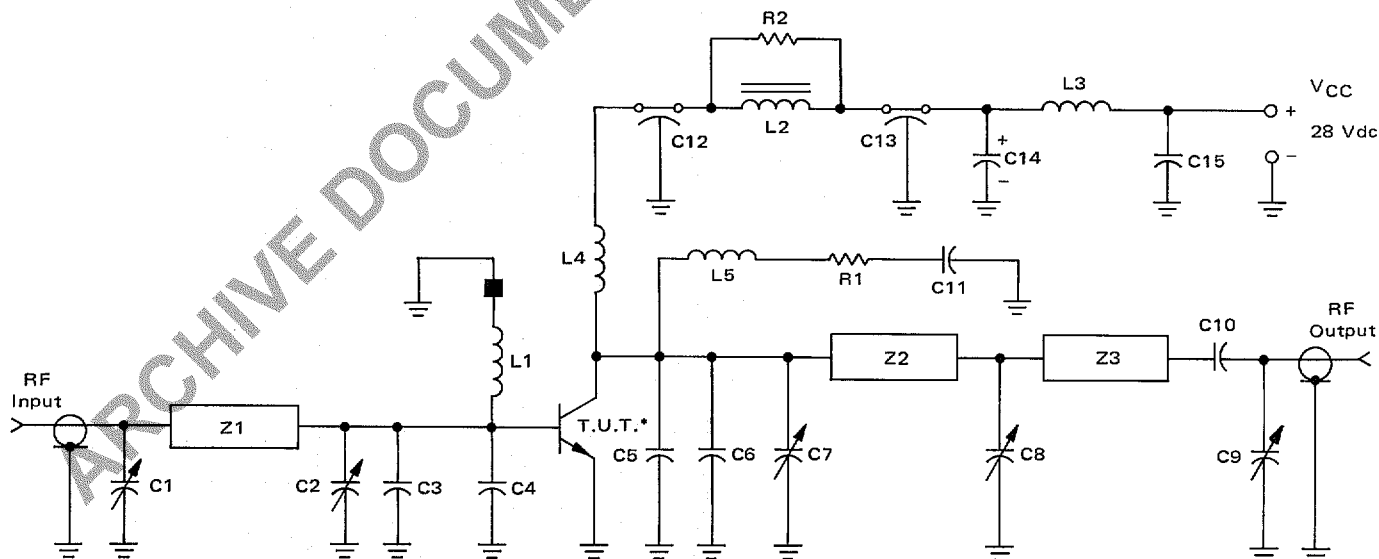 ARCHIVE DOCUME
R2
L2
C12
C13
+
C14
−
L3
C15
VCC
+
28 Vdc
−
L4
L5
R1
C11
L1
RF
Input
Z1
C1
C2
C3
C4
T.U.T.*
C5
C6
C7
Z2
C8
Z3
C10
C9
RF
Output